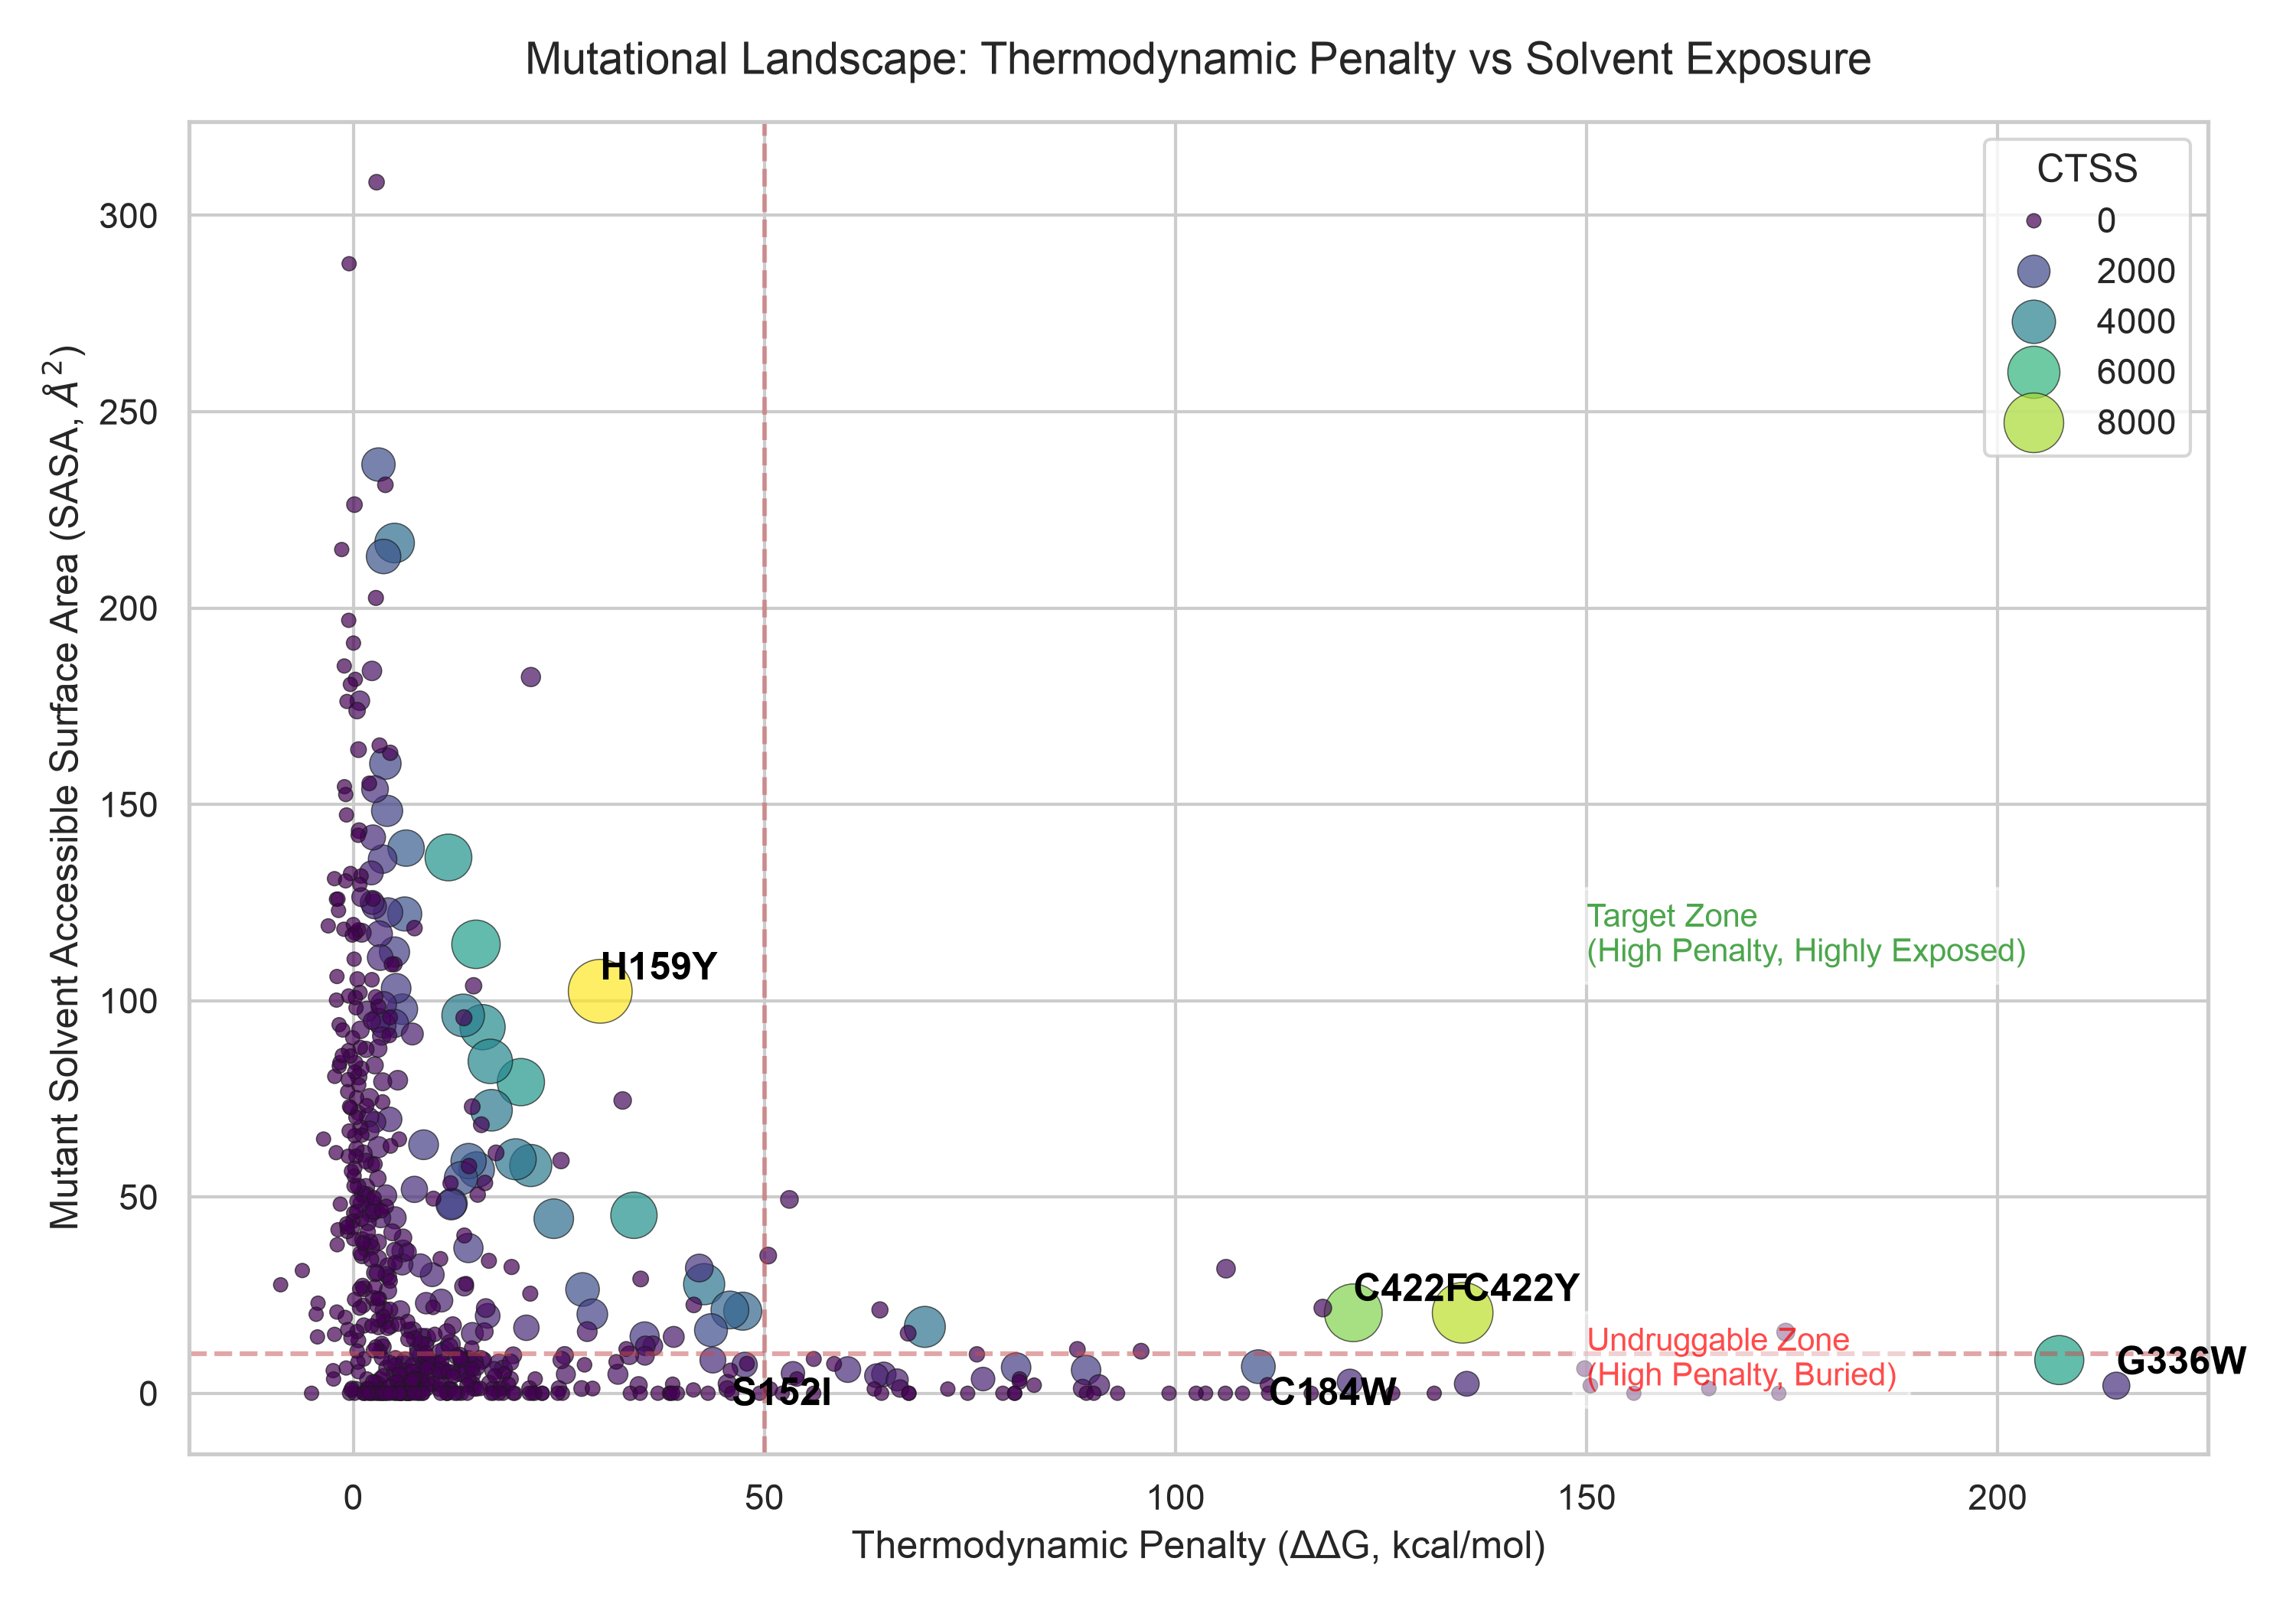 Mutational Landscape: Thermodynamic Penalty vs Solvent Exposure
Mutant Solvent Accessible Surface Area (SASA, Å²)
300
250
200
150
100
50
0
CTSS
0
2000
4000
6000
8000
H159Y
Target Zone
(High Penalty, Highly Exposed)
C422F
C422Y
Undruggable Zone
(High Penalty, Buried)
G336W
S152I
C184W
0
50
100
150
200
Thermodynamic Penalty (ΔΔG, kcal/mol)